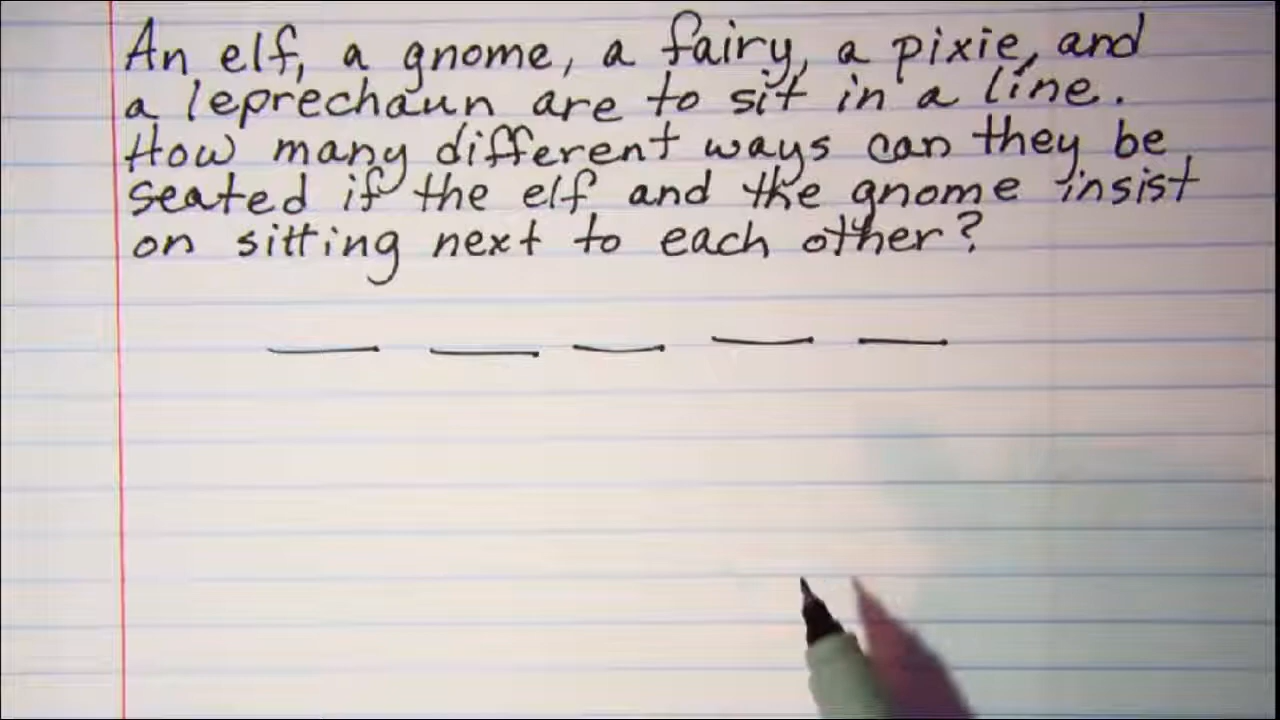 An elf, a gnome, a fairy, a pixie, and
a leprechaun are to sit in a line.
How many different ways can they be
seated if the elf and the gnome insist
on sitting next to each other?